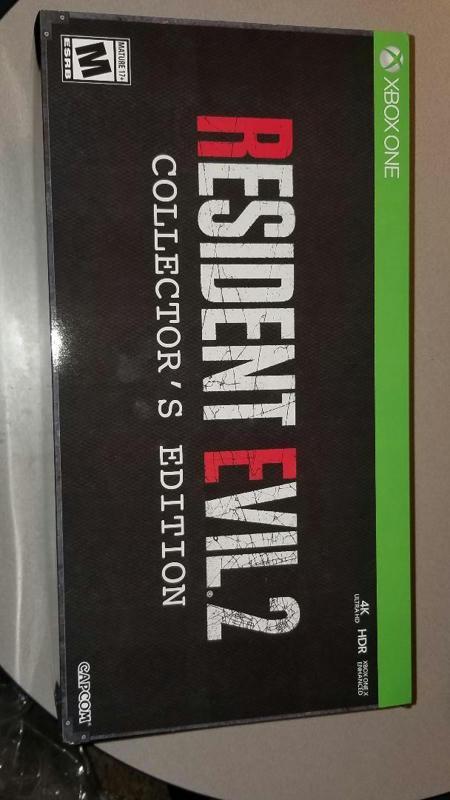 XBOX ONE
RESIDENT EVIL® 2
COLLECTOR'S EDITION
4K
ULTRA HD
HDR
XBOX ONE X
ENHANCED
MATURE 17+
M
ESRB
CAPCOM